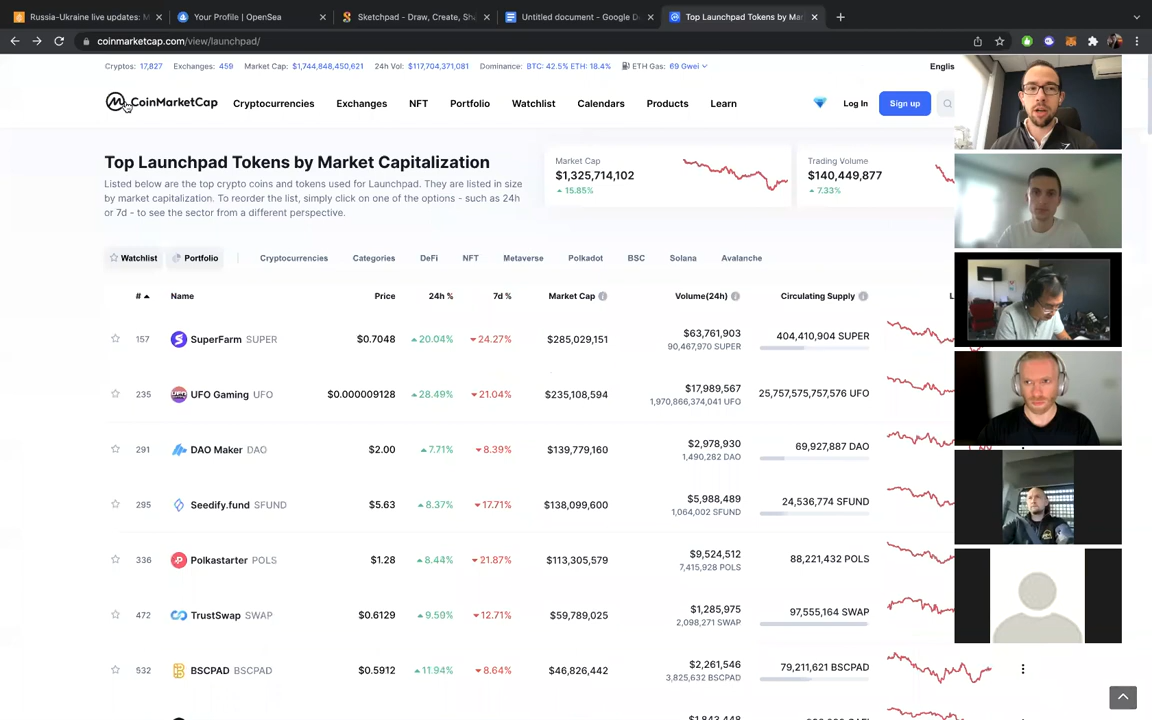 Russia-Ukraine live updates: M
Your Profile | OpenSea
Sketchpad - Draw, Create, Sh
Untitled document - Google D
Top Launchpad Tokens by Mar
coinmarketcap.com/view/launchpad/
Cryptos: 17,827 Exchanges: 459 Market Cap: $1,744,848,450,621 24h Vol: $117,704,371,081 Dominance: BTC: 42.5% ETH: 18.4% ETH Gas: 69 Gwei Englis
CoinMarketCap Cryptocurrencies Exchanges NFT Portfolio Watchlist Calendars Products Learn Log In Sign up
Top Launchpad Tokens by Market Capitalization
Listed below are the top crypto coins and tokens used for Launchpad. They are listed in size
by market capitalization. To reorder the list, simply click on one of the options - such as 24h
or 7d - to see the sector from a different perspective.
Market Cap
$1,325,714,102
15.85%
Trading Volume
$140,449,877
7.33%
Watchlist Portfolio Cryptocurrencies Categories DeFi NFT Metaverse Polkadot BSC Solana Avalanche
# Name Price 24h % 7d % Market Cap Volume(24h) Circulating Supply L
157 SuperFarm SUPER $0.7048 20.04% 24.27% $285,029,151 $63,761,903 404,410,904 SUPER
90,467,970 SUPER
235 UFO Gaming UFO $0.000009128 28.49% 21.04% $235,108,594 $17,989,567 25,757,575,757,576 UFO
1,970,866,374,041 UFO
291 DAO Maker DAO $2.00 7.71% 8.39% $139,779,160 $2,978,930 69,927,887 DAO
1,490,282 DAO
295 Seedify.fund SFUND $5.63 8.37% 17.71% $138,099,600 $5,988,489 24,536,774 SFUND
1,064,002 SFUND
336 Polkastarter POLS $1.28 8.44% 21.87% $113,305,579 $9,524,512 88,221,432 POLS
7,415,928 POLS
472 TrustSwap SWAP $0.6129 9.59% 12.71% $59,789,025 $1,285,975 97,555,164 SWAP
2,098,271 SWAP
532 BSCPAD BSCPAD $0.5912 11.94% 8.64% $46,826,442 $2,261,546 79,211,621 BSCPAD
3,825,632 BSCPAD